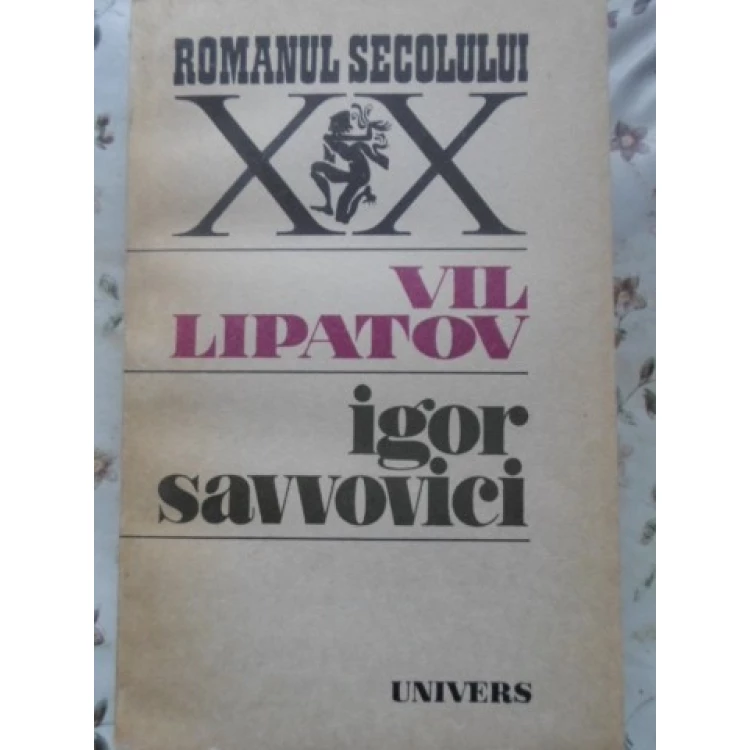 ROMANUL SECOLULUI
XX
VIL
LIPATOV
igor
savvovici
UNIVERS